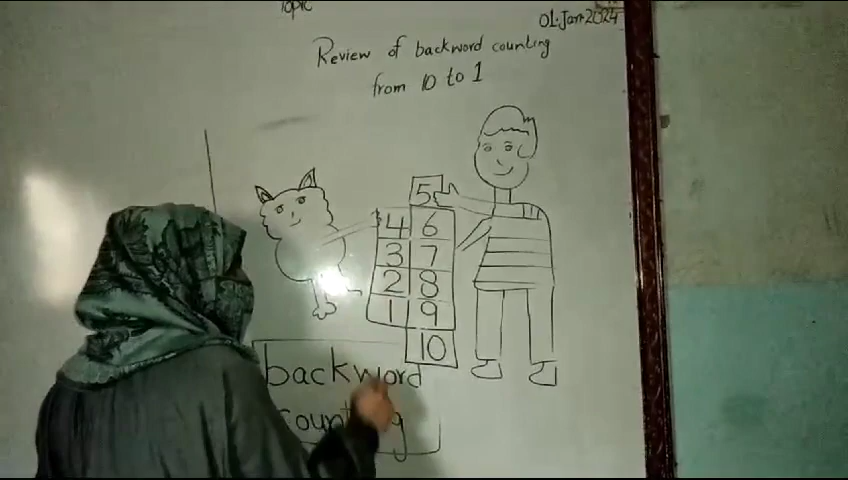 Topic
01-Jan-2024
Review of backword counting
from 10 to 1
5
4 6
3 7
2 8
1 9
10
backword